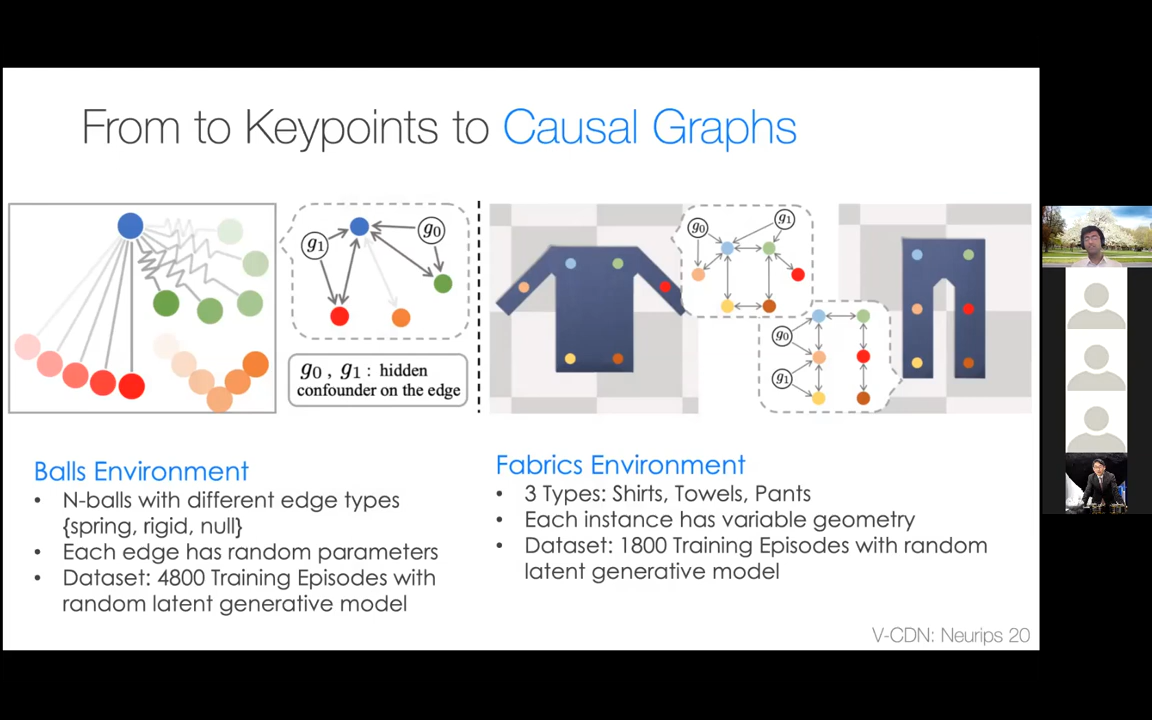 From to Keypoints to Causal Graphs
g1
g0
g0 , g1 : hidden
confounder on the edge
g0
g1
g0
g1
Balls Environment
• N-balls with different edge types
{spring, rigid, null}
• Each edge has random parameters
• Dataset: 4800 Training Episodes with
random latent generative model
Fabrics Environment
• 3 Types: Shirts, Towels, Pants
• Each instance has variable geometry
• Dataset: 1800 Training Episodes with random
latent generative model
V-CDN: Neurips 20